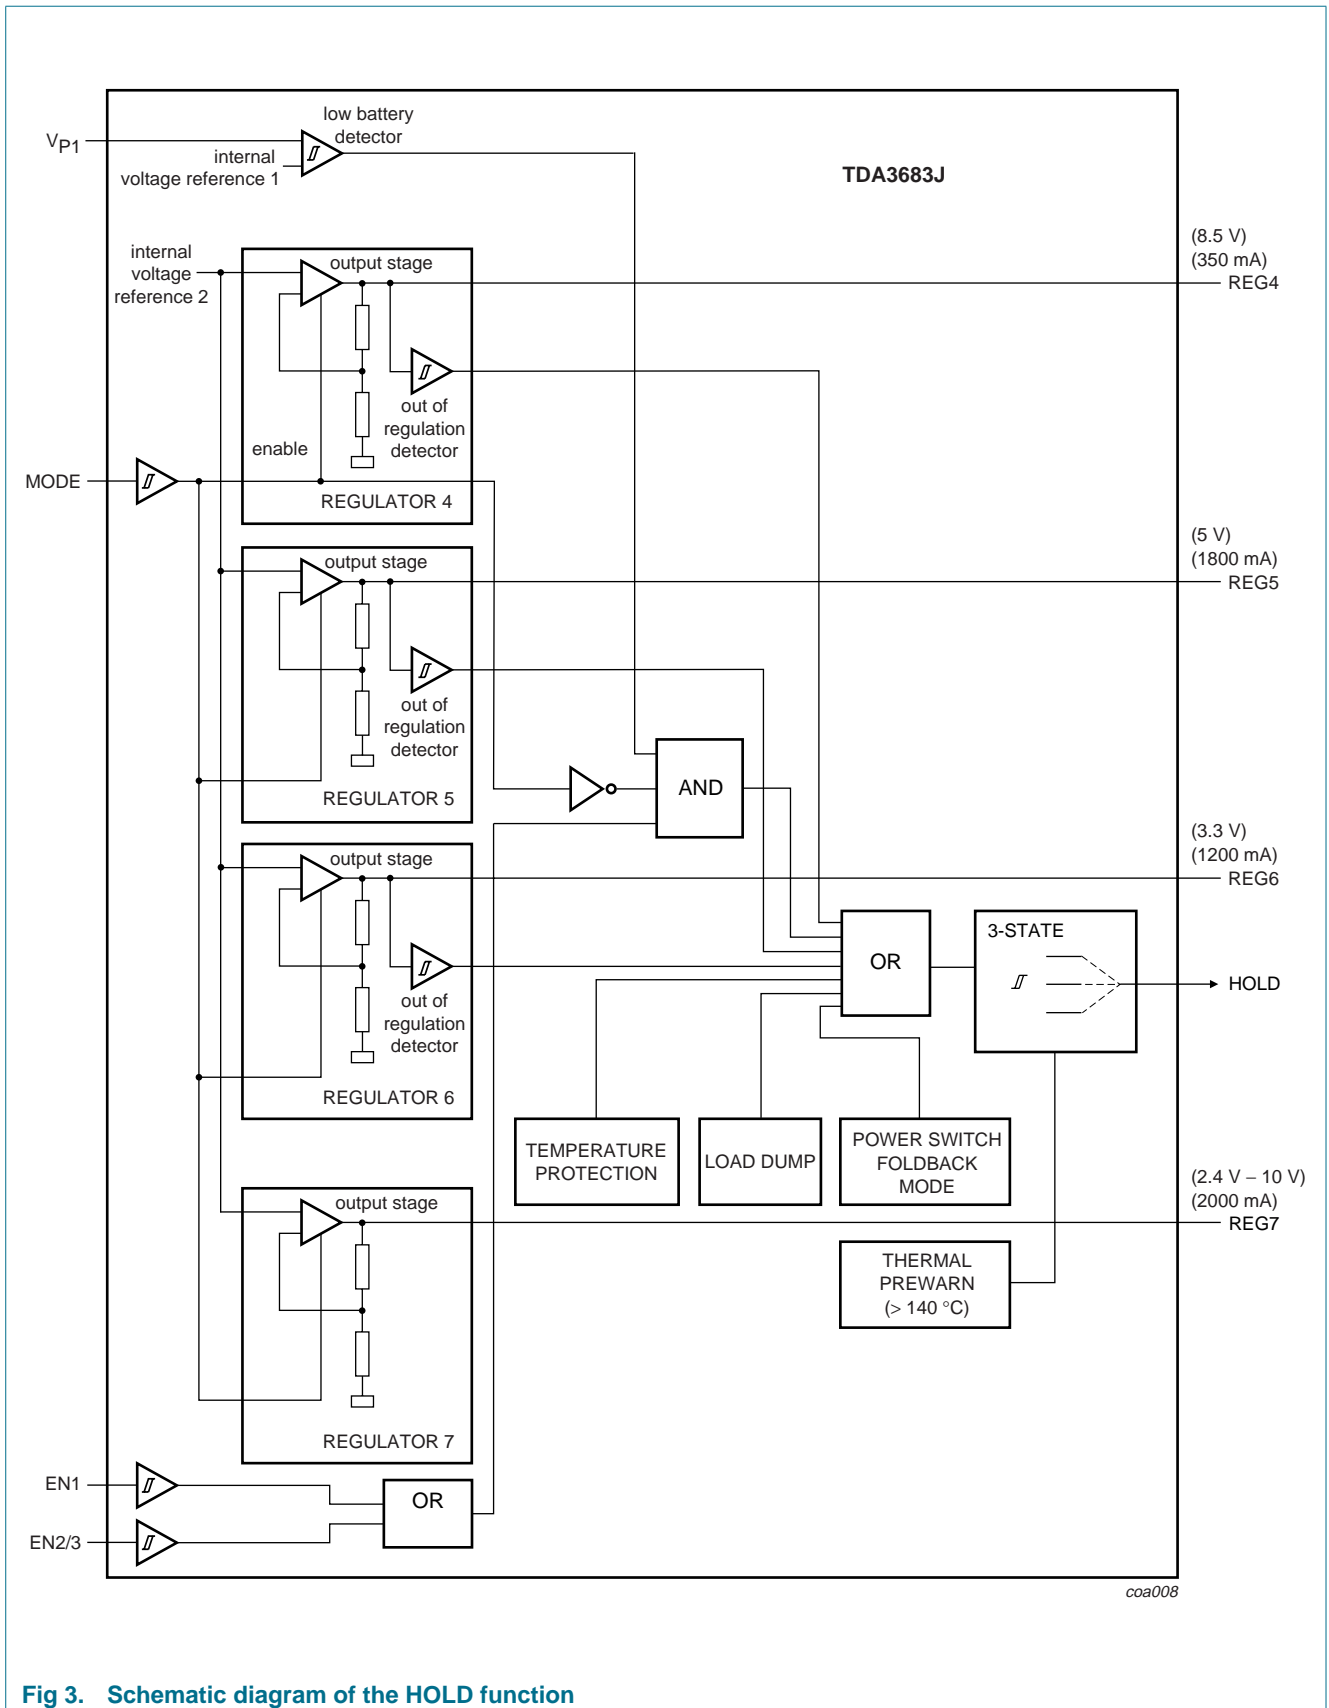 low battery
detector
V_P1
internal
voltage reference 1
TDA3683J
internal
voltage
reference 2
output stage
(8.5 V)
(350 mA)
REG4
out of
regulation
detector
enable
MODE
REGULATOR 4
output stage
(5 V)
(1800 mA)
REG5
out of
regulation
detector
REGULATOR 5
AND
output stage
(3.3 V)
(1200 mA)
REG6
out of
regulation
detector
REGULATOR 6
OR
3-STATE
HOLD
TEMPERATURE
PROTECTION
LOAD DUMP
POWER SWITCH
FOLDBACK
MODE
output stage
(2.4 V − 10 V)
(2000 mA)
REG7
THERMAL
PREWARN
(> 140 °C)
REGULATOR 7
EN1
OR
EN2/3
coa008
Fig 3. Schematic diagram of the HOLD function